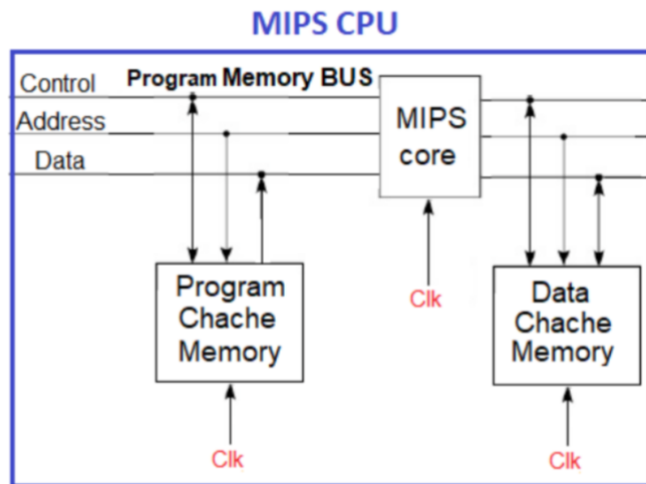 MIPS CPU
Control
Program Memory BUS
Address
Data
MIPS
core
Clk
Program
Chache
Memory
Clk
Data
Chache
Memory
Clk